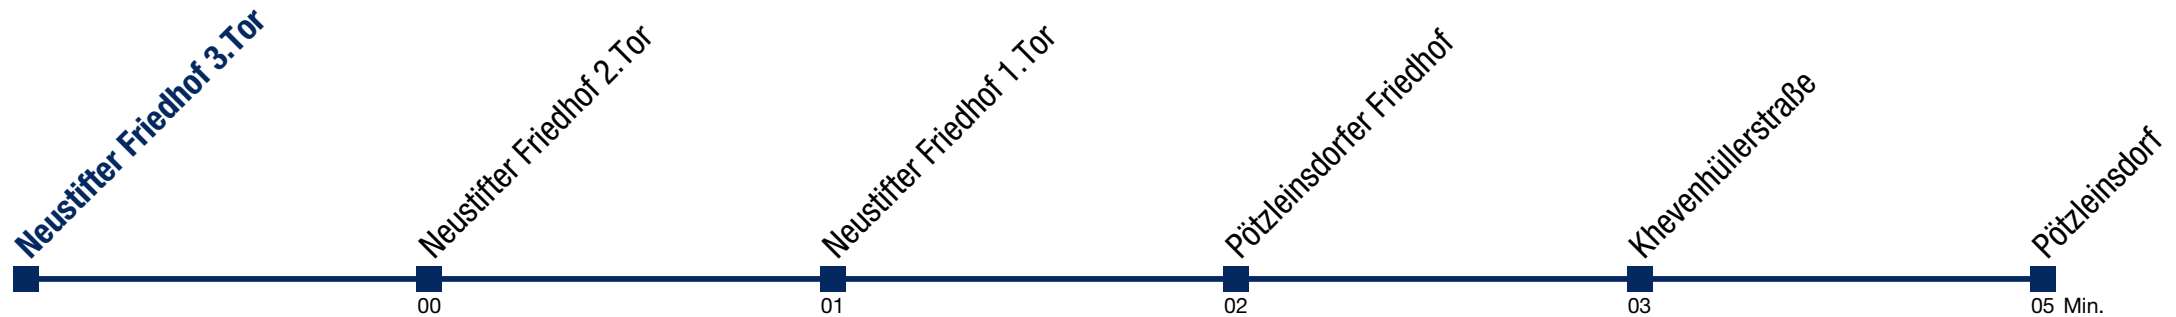 Neustifter Friedhof 3.Tor
Neustifter Friedhof 2.Tor
Neustifter Friedhof 1.Tor
Pötzleinsdorfer Friedhof
Khevenhüllerstraße
Pötzleinsdorf
00
01
02
03
05 Min.